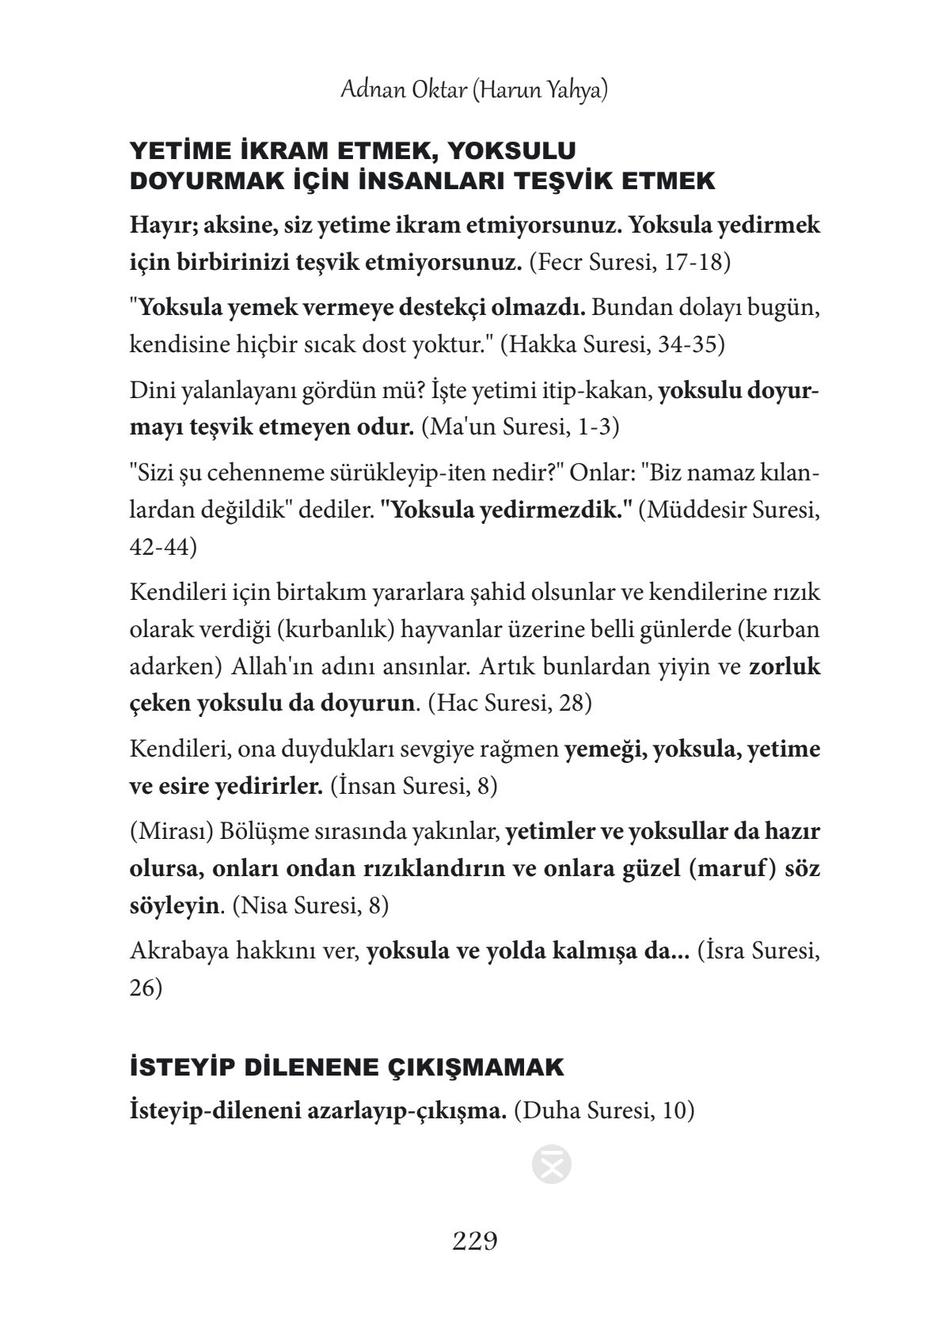 Adnan Oktar (Harun Yahya)
YETİME İKRAM ETMEK, YOKSULU
DOYURMAK İÇİN İNSANLARI TEŞVİK ETMEK
Hayır; aksine, siz yetime ikram etmiyorsunuz. Yoksula yedirmek
için birbirinizi teşvik etmiyorsunuz. (Fecr Suresi, 17-18)
"Yoksula yemek vermeye destekçi olmazdı. Bundan dolayı bugün,
kendisine hiçbir sıcak dost yoktur." (Hakka Suresi, 34-35)
Dini yalanlayanı gördün mü? İşte yetimi itip-kakan, yoksulu doyur-
mayı teşvik etmeyen odur. (Ma'un Suresi, 1-3)
"Sizi şu cehenneme sürükleyip-iten nedir?" Onlar: "Biz namaz kılan-
lardan değildik" dediler. "Yoksula yedirmezdik." (Müddesir Suresi,
42-44)
Kendileri için birtakım yararlara şahid olsunlar ve kendilerine rızık
olarak verdiği (kurbanlık) hayvanlar üzerine belli günlerde (kurban
adarken) Allah'ın adını ansınlar. Artık bunlardan yiyin ve zorluk
çeken yoksulu da doyurun. (Hac Suresi, 28)
Kendileri, ona duydukları sevgiye rağmen yemeği, yoksula, yetime
ve esire yedirirler. (İnsan Suresi, 8)
(Mirası) Bölüşme sırasında yakınlar, yetimler ve yoksullar da hazır
olursa, onları ondan rızıklandırın ve onlara güzel (maruf) söz
söyleyin. (Nisa Suresi, 8)
Akrabaya hakkını ver, yoksula ve yolda kalmışa da... (İsra Suresi,
26)
İSTEYİP DİLENENE ÇIKIŞMAMAK
İsteyip-dileneni azarlayıp-çıkışma. (Duha Suresi, 10)
229